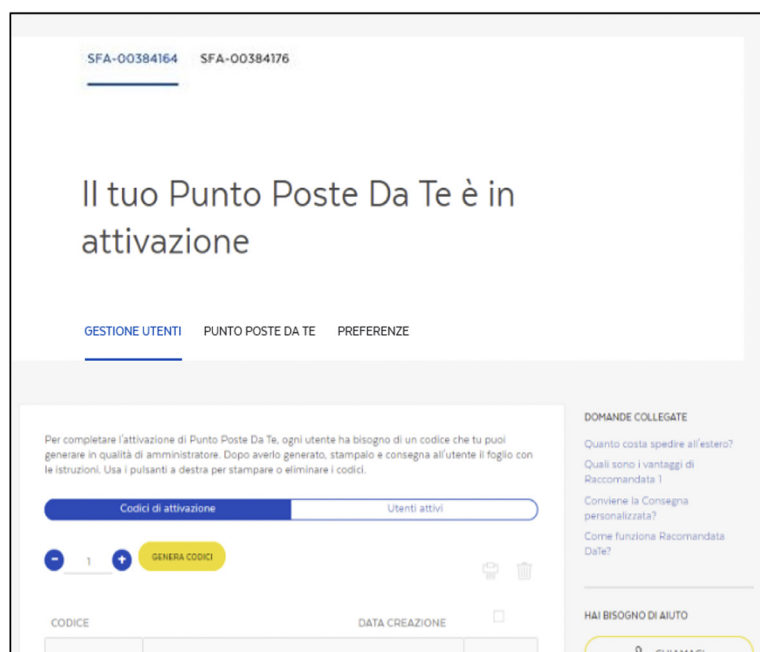 SFA-00384164 SFA-00384176
Il tuo Punto Poste Da Te è in
attivazione
GESTIONE UTENTI PUNTO POSTE DA TE PREFERENZE
Per completare l'attivazione di Punto Poste Da Te, ogni utente ha bisogno di un codice che tu puoi
generare in qualità di amministratore. Dopo averlo generato, stampalo e consegna all'utente il foglio con
le istruzioni. Usa i pulsanti a destra per stampare o eliminare i codici.
Codici di attivazione Utenti attivi
- 1 + GENERA CODICI
CODICE DATA CREAZIONE
DOMANDE COLLEGATE
Quanto costa spedire all'estero?
Quali sono i vantaggi di
Raccomandata 1
Conviene la Consegna
personalizzata?
Come funziona Racomandata
DaTe?
HAI BISOGNO DI AIUTO
CHIAMACI